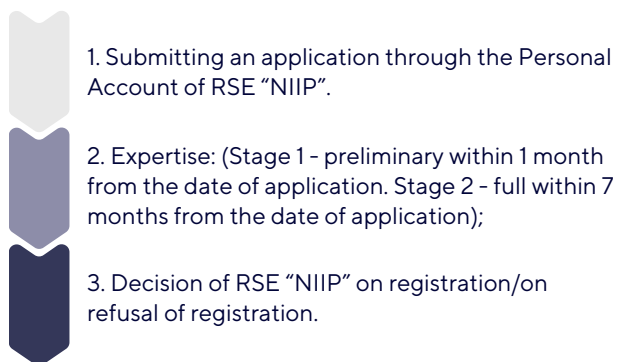 1. Submitting an application through the Personal
Account of RSE “NIIP”.
2. Expertise: (Stage 1 - preliminary within 1 month
from the date of application. Stage 2 - full within 7
months from the date of application);
3. Decision of RSE “NIIP” on registration/on
refusal of registration.